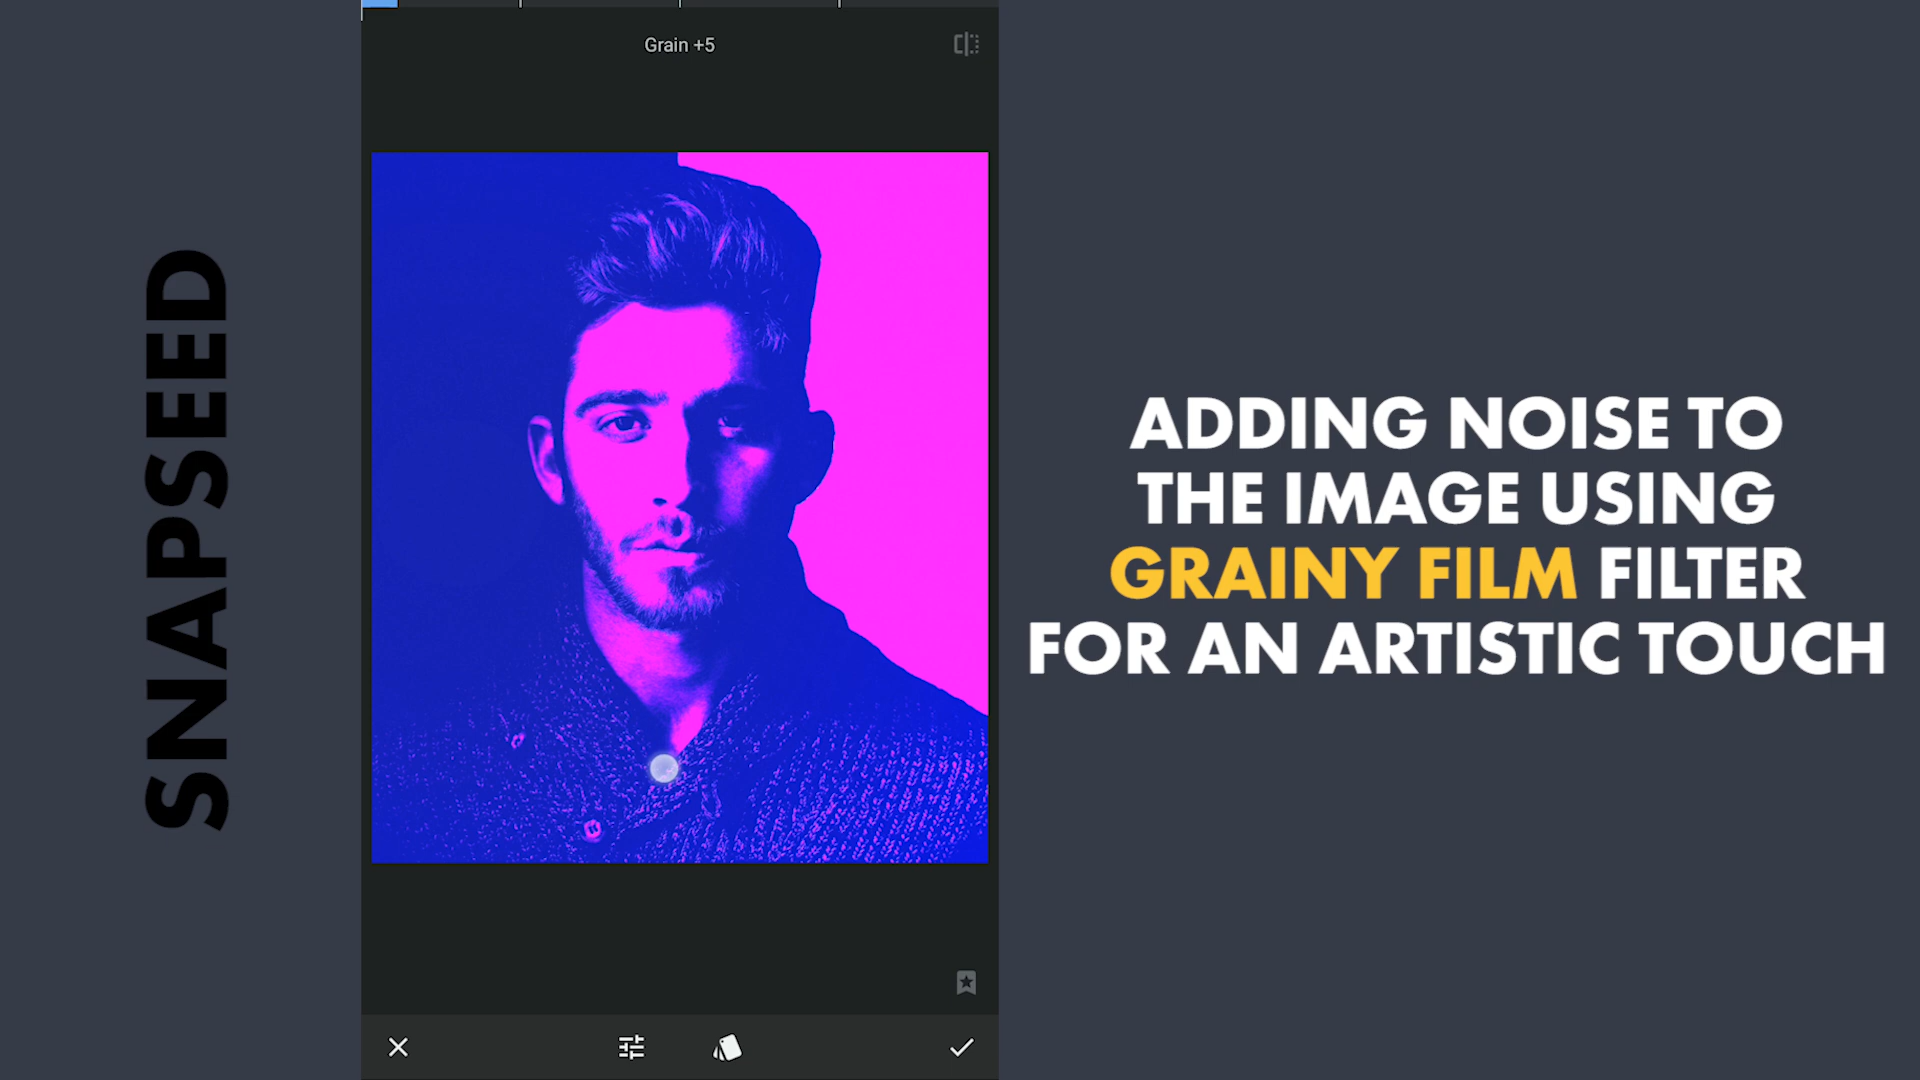 SNAPSEED
Grain +5
ADDING NOISE TO
THE IMAGE USING
GRAINY FILM FILTER
FOR AN ARTISTIC TOUCH